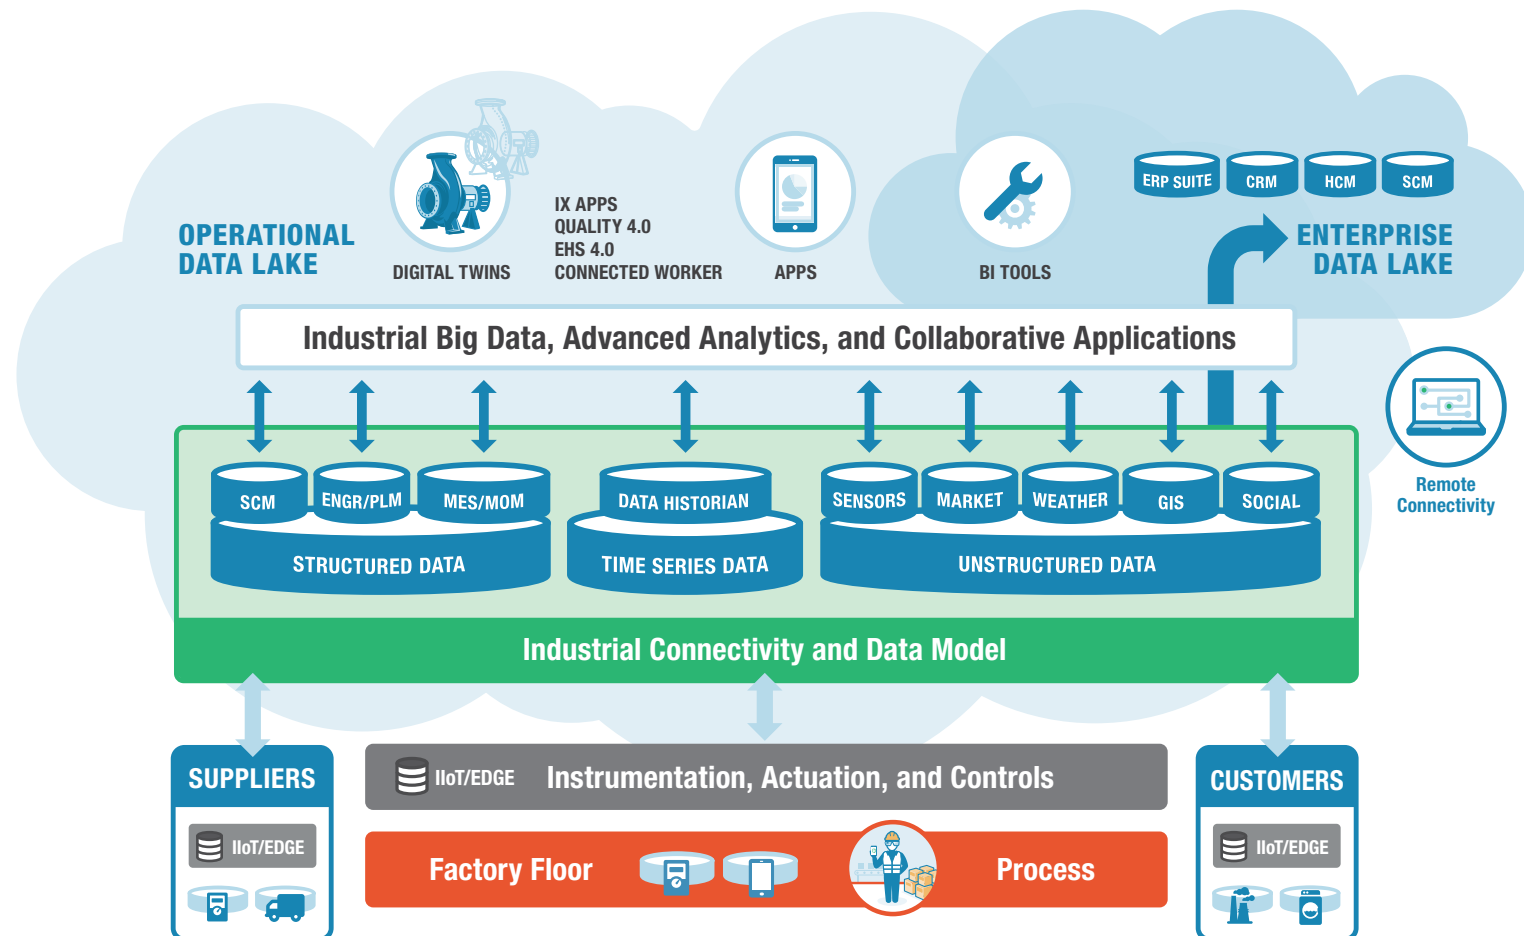 ERP SUITE
CRM
HCM
SCM
OPERATIONAL
DATA LAKE
DIGITAL TWINS
IX APPS
QUALITY 4.0
EHS 4.0
CONNECTED WORKER
APPS
BI TOOLS
ENTERPRISE
DATA LAKE
Industrial Big Data, Advanced Analytics, and Collaborative Applications
Remote
Connectivity
SCM
ENGR/PLM
MES/MOM
DATA HISTORIAN
SENSORS
MARKET
WEATHER
GIS
SOCIAL
STRUCTURED DATA
TIME SERIES DATA
UNSTRUCTURED DATA
Industrial Connectivity and Data Model
SUPPLIERS
IIoT/EDGE
IIoT/EDGE
Instrumentation, Actuation, and Controls
Factory Floor
Process
CUSTOMERS
IIoT/EDGE